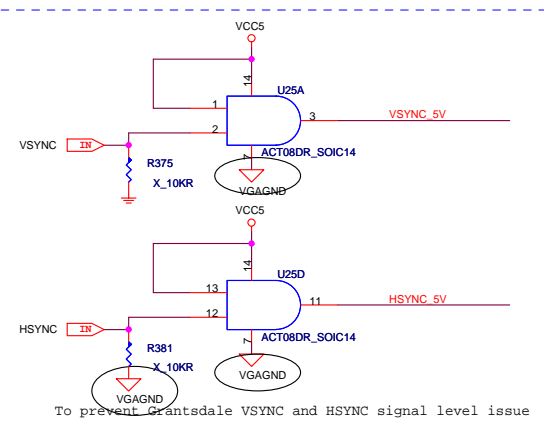 VCC5
14
U25A
1
3
VSYNC_5V
2
VSYNC
IN
7
ACT08DR_SOIC14
R375
X_10KR
VGAGND
VCC5
14
U25D
13
11
HSYNC_5V
12
HSYNC
IN
7
ACT08DR_SOIC14
R381
X_10KR
VGAGND
VGAGND
To prevent Grantsdale VSYNC and HSYNC signal level issue